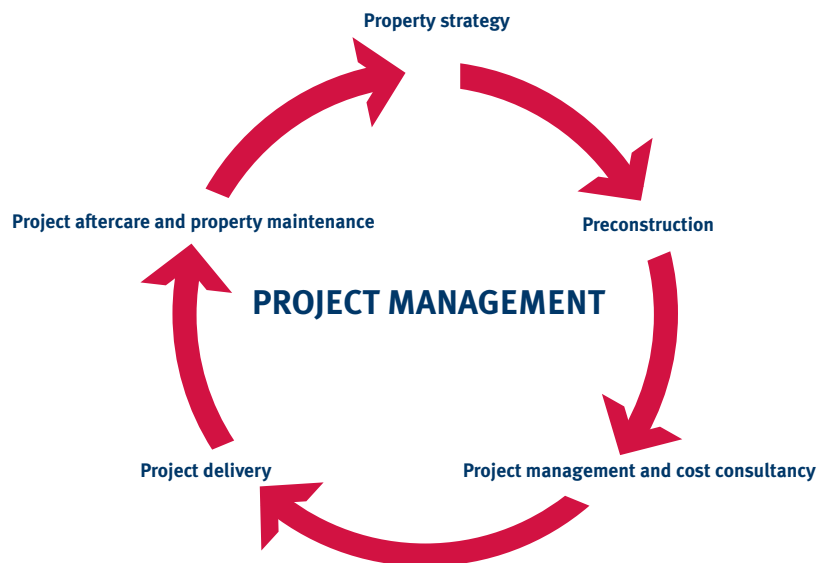 Property strategy
Project aftercare and property maintenance
Preconstruction
PROJECT MANAGEMENT
Project delivery
Project management and cost consultancy